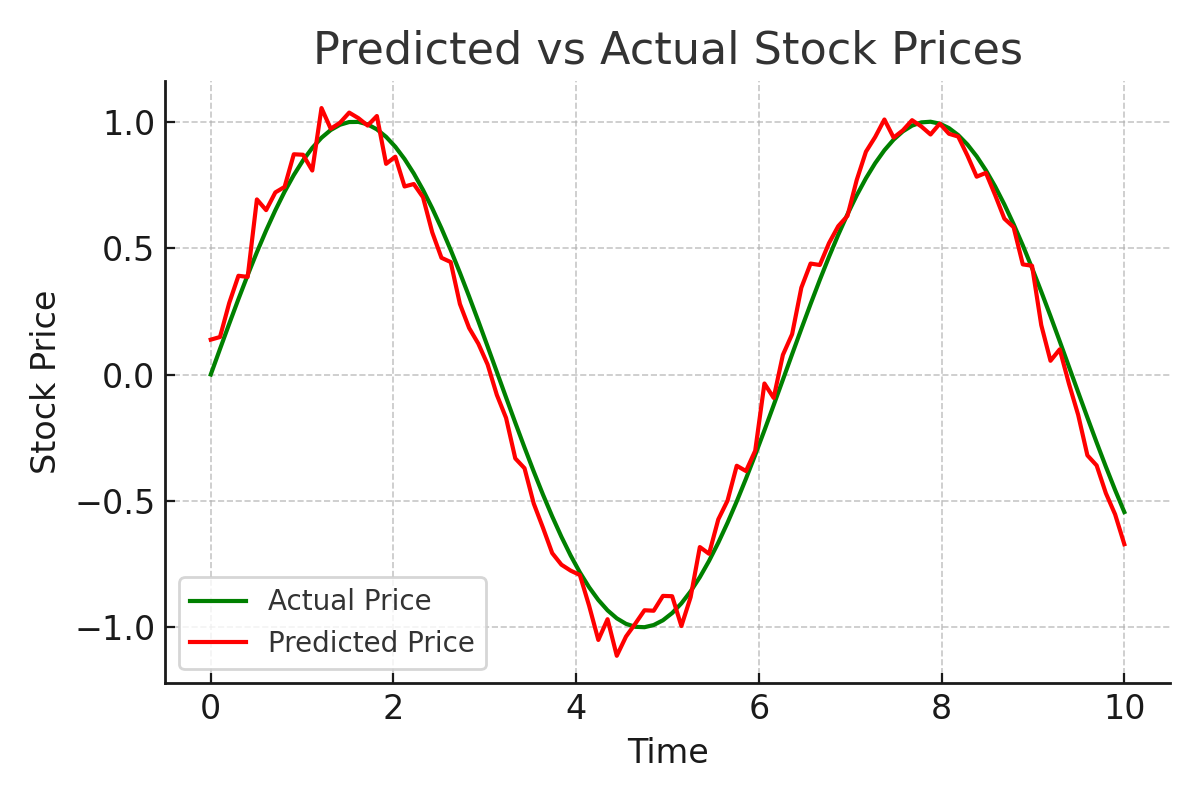 Predicted vs Actual Stock Prices
Stock Price
1.0
0.5
0.0
−0.5
−1.0
Actual Price
Predicted Price
0 2 4 6 8 10
Time